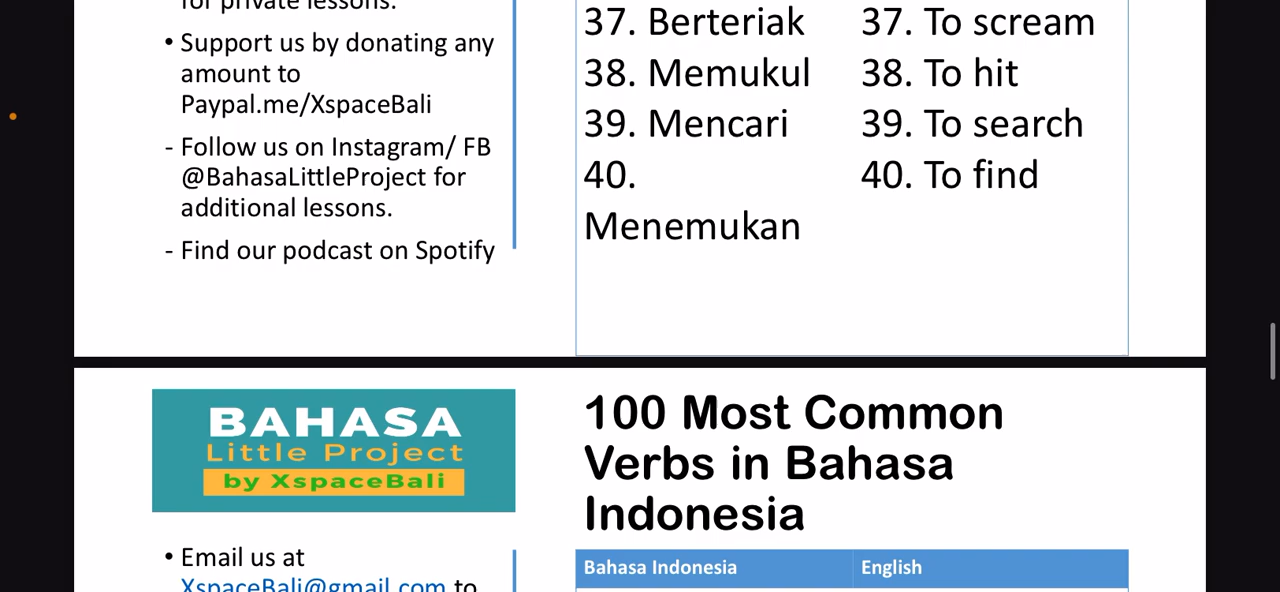 for private lessons.
• Support us by donating any
amount to
Paypal.me/XspaceBali
- Follow us on Instagram/ FB
@BahasaLittleProject for
additional lessons.
- Find our podcast on Spotify
37. Berteriak 37. To scream
38. Memukul 38. To hit
39. Mencari 39. To search
40. 40. To find
Menemukan
BAHASA
Little Project
by XspaceBali
• Email us at
XspaceBali@gmail.com to
100 Most Common
Verbs in Bahasa
Indonesia
Bahasa Indonesia English